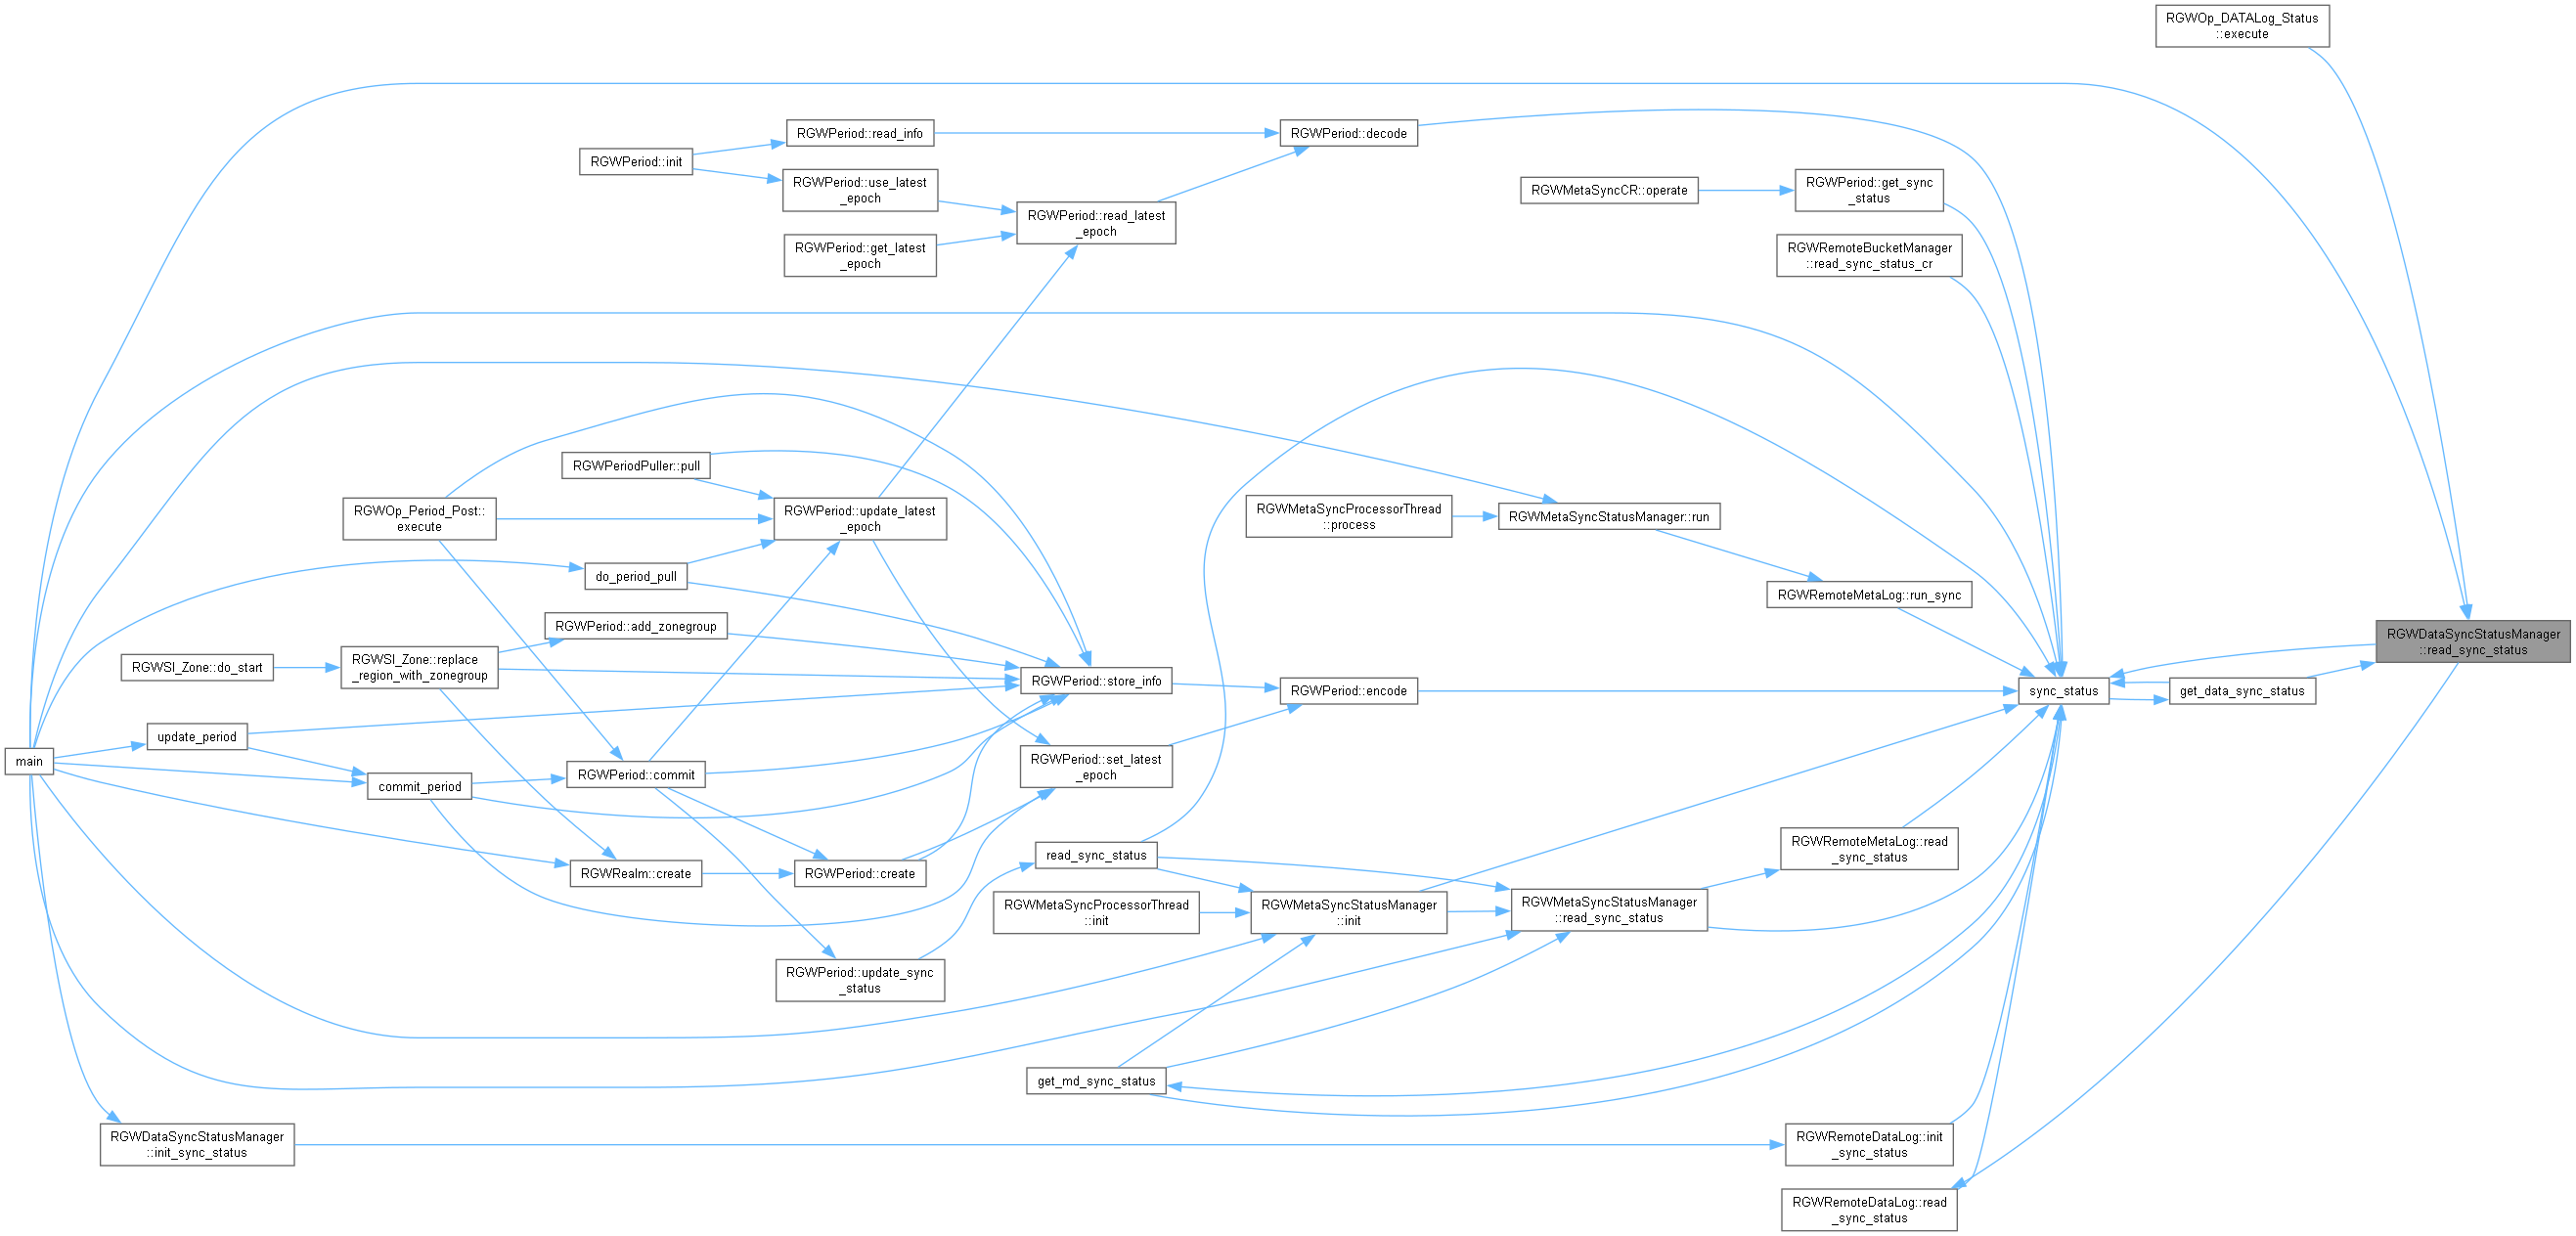 RGWOp_DATALog_Status
::execute
RGWPeriod::read_info
RGWPeriod::decode
RGWPeriod::init
RGWPeriod::use_latest
_epoch
RGWMetaSyncCR::operate
RGWPeriod::get_sync
_status
RGWPeriod::read_latest
_epoch
RGWPeriod::get_latest
_epoch
RGWRemoteBucketManager
::read_sync_status_cr
RGWPeriodPuller::pull
RGWOp_Period_Post::
execute
RGWPeriod::update_latest
_epoch
RGWMetaSyncProcessorThread
::process
RGWMetaSyncStatusManager::run
do_period_pull
RGWRemoteMetaLog::run_sync
RGWPeriod::add_zonegroup
RGWDataSyncStatusManager
::read_sync_status
RGWSI_Zone::do_start
RGWSI_Zone::replace
_region_with_zonegroup
RGWPeriod::store_info
RGWPeriod::encode
sync_status
get_data_sync_status
update_period
main
commit_period
RGWPeriod::commit
RGWPeriod::set_latest
_epoch
RGWRealm::create
RGWPeriod::create
read_sync_status
RGWRemoteMetaLog::read
_sync_status
RGWMetaSyncProcessorThread
::init
RGWMetaSyncStatusManager
::init
RGWMetaSyncStatusManager
::read_sync_status
RGWPeriod::update_sync
_status
get_md_sync_status
RGWDataSyncStatusManager
::init_sync_status
RGWRemoteDataLog::init
_sync_status
RGWRemoteDataLog::read
_sync_status